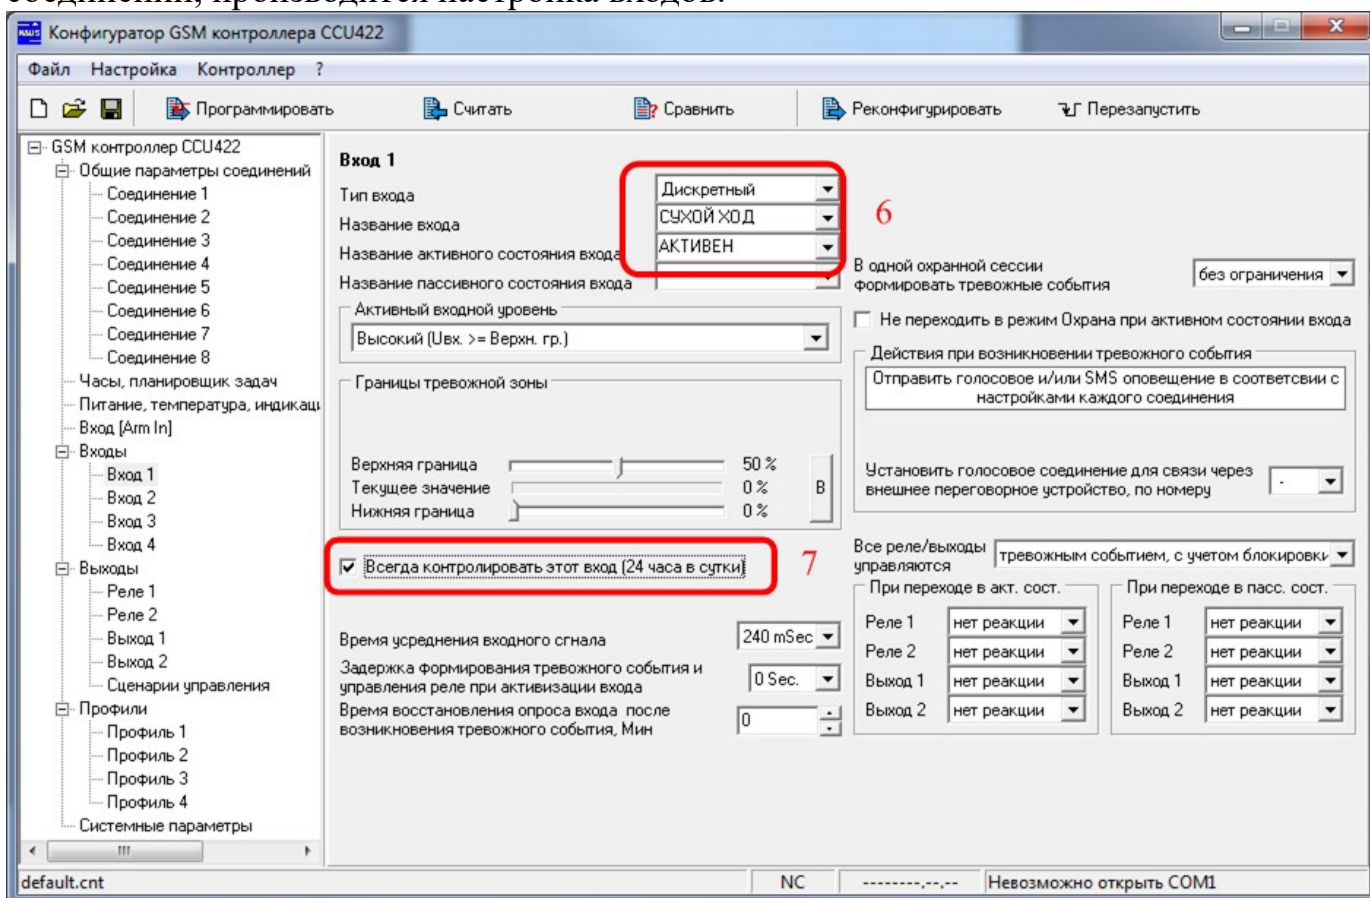 соединений, производится настройка входов.
Конфигуратор GSM контроллера CCU422
Файл Настройка Контроллер ?
Программировать Считать Сравнить Реконфигурировать Перезапустить
GSM контроллер CCU422
Общие параметры соединений
Соединение 1
Соединение 2
Соединение 3
Соединение 4
Соединение 5
Соединение 6
Соединение 7
Соединение 8
Часы, планировщик задач
Питание, температура, индикаци
Вход [Arm In]
Входы
Вход 1
Вход 2
Вход 3
Вход 4
Выходы
Реле 1
Реле 2
Выход 1
Выход 2
Сценарии управления
Профили
Профиль 1
Профиль 2
Профиль 3
Профиль 4
Системные параметры
Вход 1
Тип входа Дискретный
Название входа СУХОЙ ХОД
6
Название активного состояния входа АКТИВЕН
Название пассивного состояния входа
Активный входной уровень
Высокий (Uвх. >= Верхн. гр.)
Границы тревожной зоны
Верхняя граница 50 %
Текущее значение 0 %
Нижняя граница 0 %
В
Всегда контролировать этот вход (24 часа в сутки)
7
Время усреднения входного сгнала 240 mSec
Задержка формирования тревожного события и
управления реле при активизации входа 0 Sec.
Время восстановления опроса входа после
возникновения тревожного события, Мин 0
В одной охранной сессии
формировать тревожные события без ограничения
Не переходить в режим Охрана при активном состоянии входа
Действия при возникновении тревожного события
Отправить голосовое и/или SMS оповещение в соответсвии с
настройками каждого соединения
Установить голосовое соединение для связи через
внешнее переговорное устройство, по номеру -
Все реле/выходы
управляются тревожным событием, с учетом блокировки
При переходе в акт. сост. При переходе в пасс. сост.
Реле 1 нет реакции Реле 1 нет реакции
Реле 2 нет реакции Реле 2 нет реакции
Выход 1 нет реакции Выход 1 нет реакции
Выход 2 нет реакции Выход 2 нет реакции
default.cnt NC --------,--,-- Невозможно открыть COM1